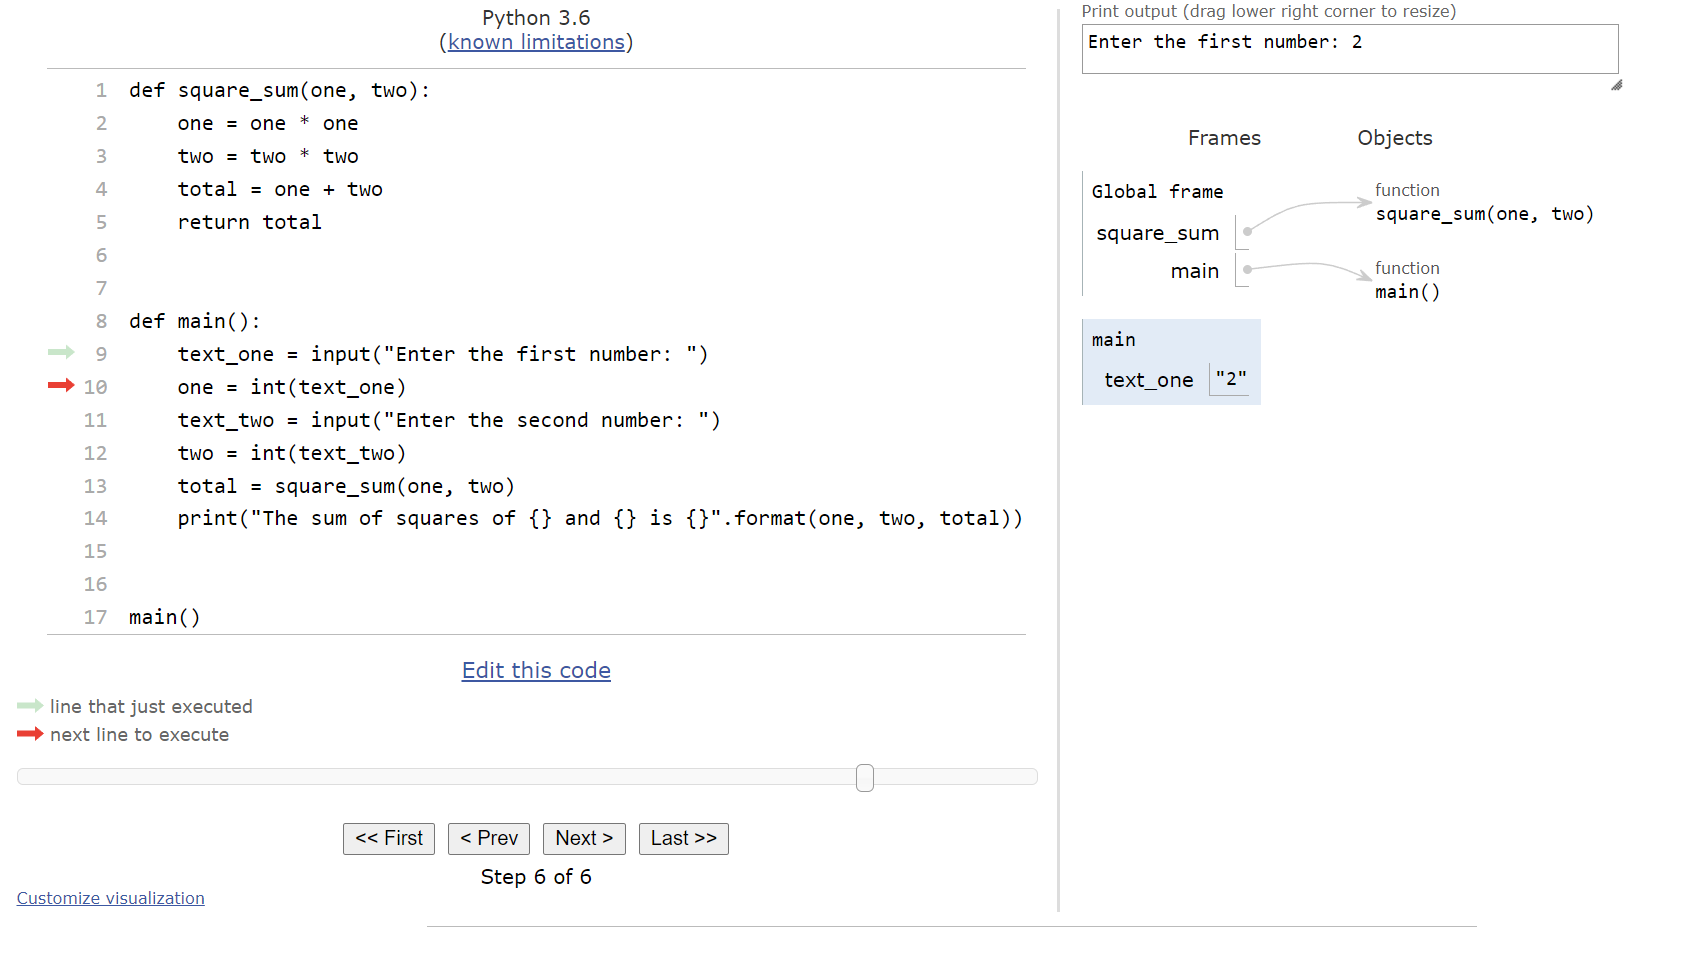 Python 3.6
(known limitations)
1 def square_sum(one, two):
2     one = one * one
3     two = two * two
4     total = one + two
5     return total
6
7
8 def main():
9     text_one = input("Enter the first number: ")
10     one = int(text_one)
11     text_two = input("Enter the second number: ")
12     two = int(text_two)
13     total = square_sum(one, two)
14     print("The sum of squares of {} and {} is {}".format(one, two, total))
15
16
17 main()
Edit this code
line that just executed
next line to execute
<< First < Prev Next > Last >>
Step 6 of 6
Customize visualization
Print output (drag lower right corner to resize)
Enter the first number: 2
Frames Objects
Global frame
square_sum
main
function
square_sum(one, two)
function
main()
main
text_one "2"